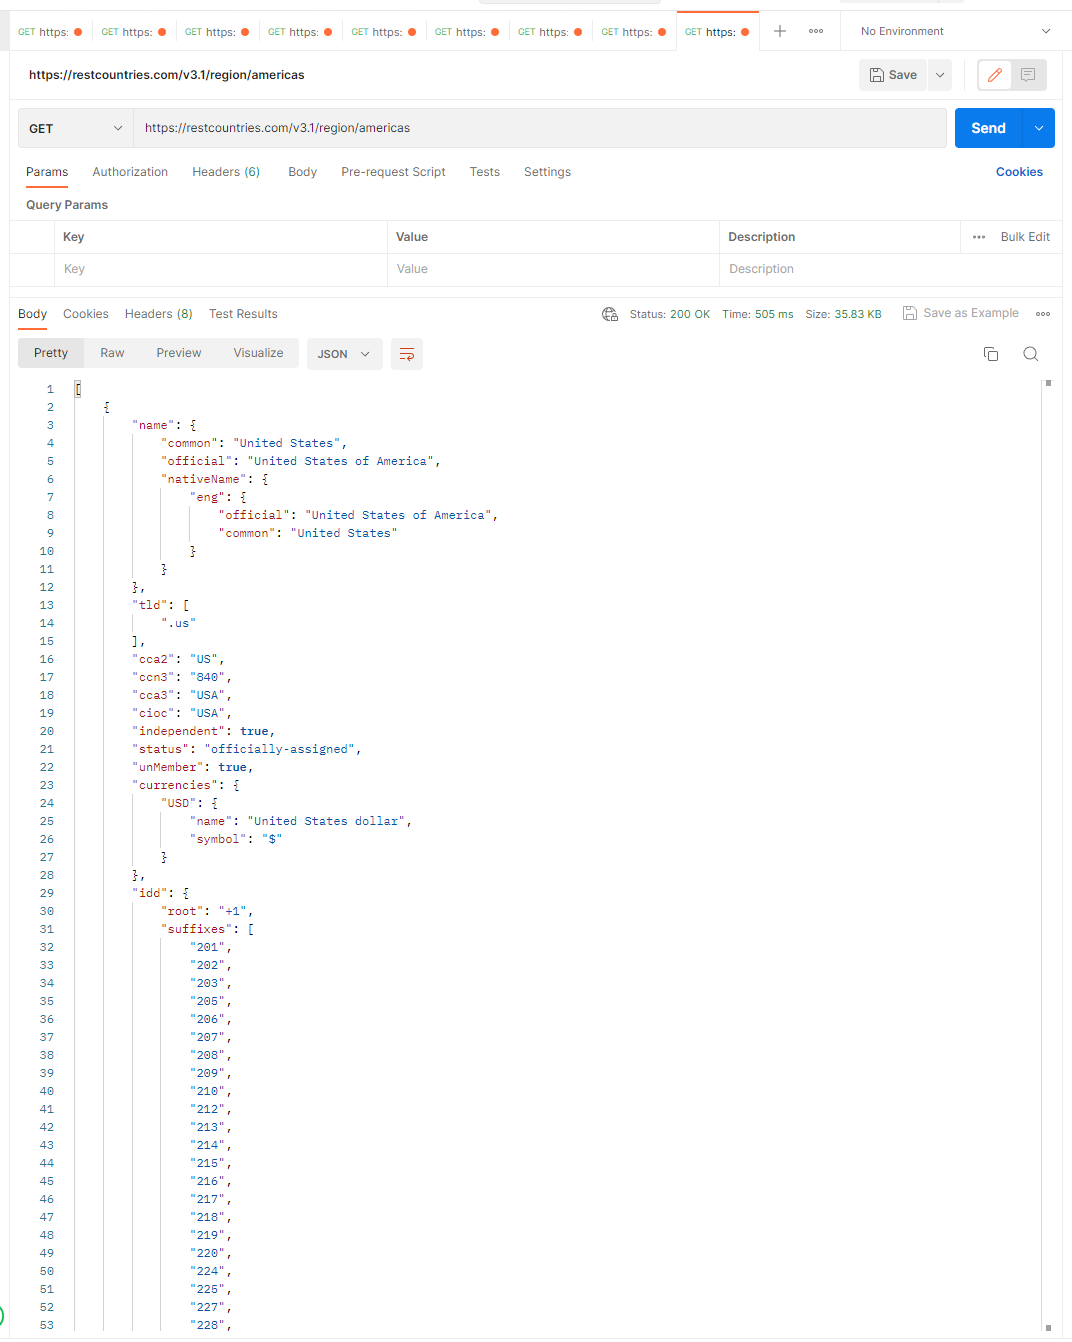 GET https: GET https: GET https: GET https: GET https: GET https: GET https: GET https: GET https: No Environment
https://restcountries.com/v3.1/region/americas Save
GET https://restcountries.com/v3.1/region/americas Send
Params Authorization Headers (6) Body Pre-request Script Tests Settings Cookies
Query Params
Key Value Description Bulk Edit
Key Value Description
Body Cookies Headers (8) Test Results Status: 200 OK Time: 505 ms Size: 35.83 KB Save as Example
Pretty Raw Preview Visualize JSON
1 [
2 {
3 "name": {
4 "common": "United States",
5 "official": "United States of America",
6 "nativeName": {
7 "eng": {
8 "official": "United States of America",
9 "common": "United States"
10 }
11 }
12 },
13 "tld": [
14 ".us"
15 ],
16 "cca2": "US",
17 "ccn3": "840",
18 "cca3": "USA",
19 "cioc": "USA",
20 "independent": true,
21 "status": "officially-assigned",
22 "unMember": true,
23 "currencies": {
24 "USD": {
25 "name": "United States dollar",
26 "symbol": "$"
27 }
28 },
29 "idd": {
30 "root": "+1",
31 "suffixes": [
32 "201",
33 "202",
34 "203",
35 "205",
36 "206",
37 "207",
38 "208",
39 "209",
40 "210",
41 "212",
42 "213",
43 "214",
44 "215",
45 "216",
46 "217",
47 "218",
48 "219",
49 "220",
50 "224",
51 "225",
52 "227",
53 "228",